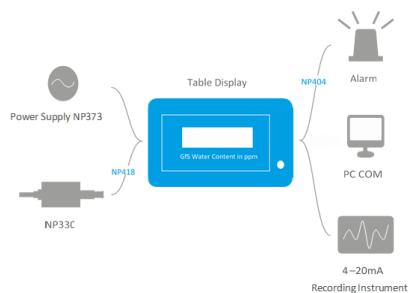 Table Display
NP404
Alarm
Power Supply NP373
GfS Water Content in ppm
NP418
PC COM
NP33C
4–20mA
Recording Instrument